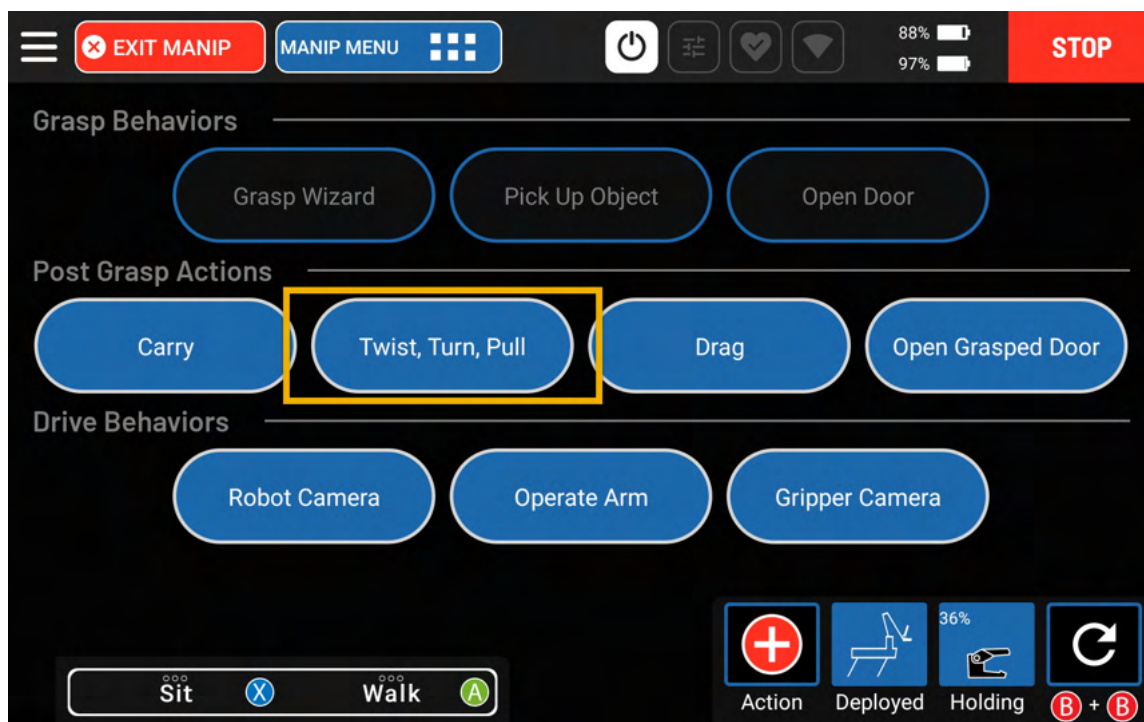 EXIT MANIP
MANIP MENU
88%
97%
STOP
Grasp Behaviors
Grasp Wizard
Pick Up Object
Open Door
Post Grasp Actions
Carry
Twist, Turn, Pull
Drag
Open Grasped Door
Drive Behaviors
Robot Camera
Operate Arm
Gripper Camera
36%
Sit X Walk A
Action
Deployed
Holding
B + B